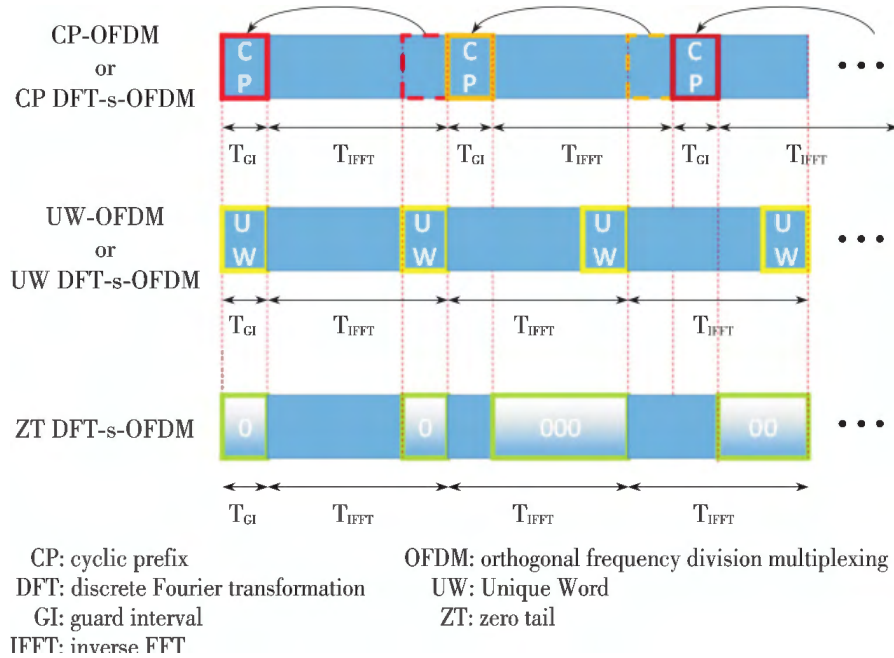 CP-OFDM
or
CP DFT-s-OFDM
C
P
C
P
C
P
•••
T_GI
T_IFFT
T_GI
T_IFFT
T_GI
T_IFFT
UW-OFDM
or
UW DFT-s-OFDM
U
W
U
W
U
W
U
W
•••
T_GI
T_IFFT
T_IFFT
T_IFFT
ZT DFT-s-OFDM
0
0
000
00
•••
T_GI
T_IFFT
T_IFFT
T_IFFT
CP: cyclic prefix
OFDM: orthogonal frequency division multiplexing
DFT: discrete Fourier transformation
UW: Unique Word
GI: guard interval
ZT: zero tail
IFFT: inverse FFT